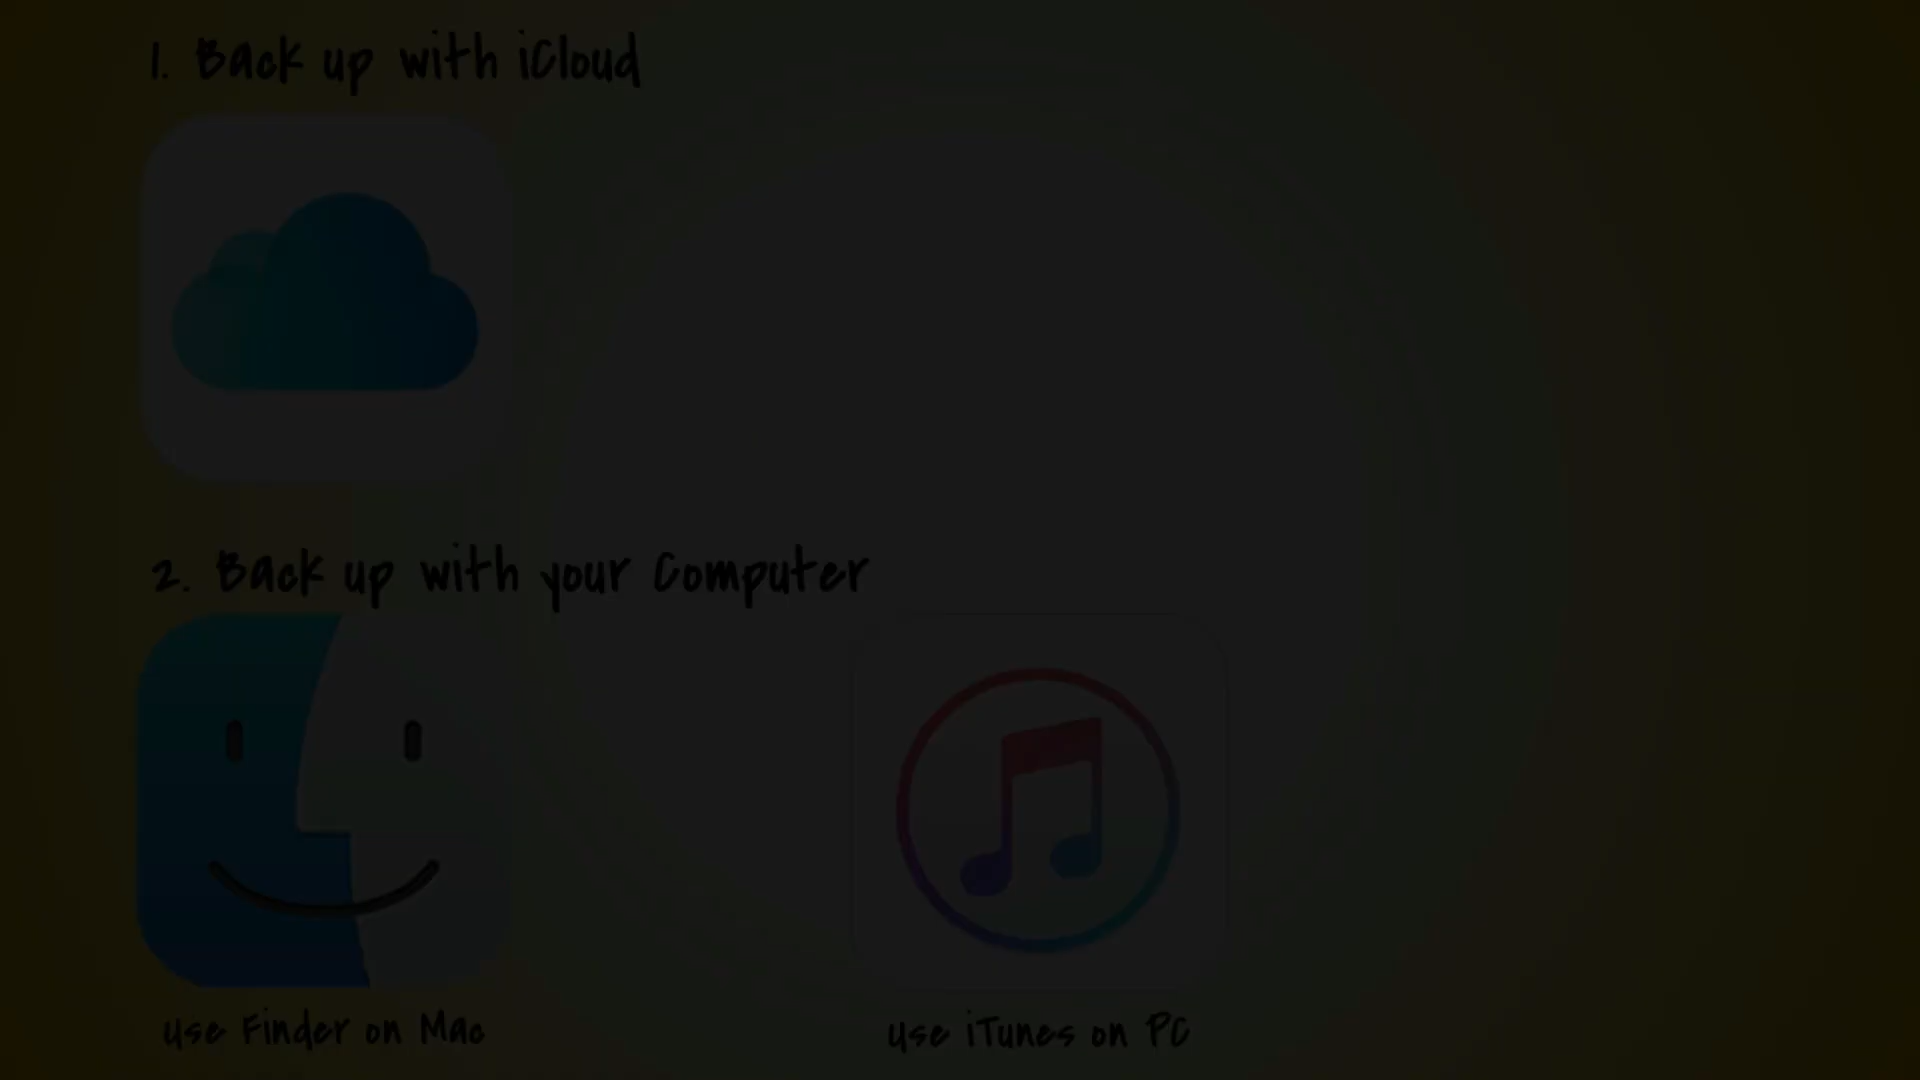 1. Back up with iCloud
2. Back up with your Computer
Use Finder on Mac
Use iTunes on PC